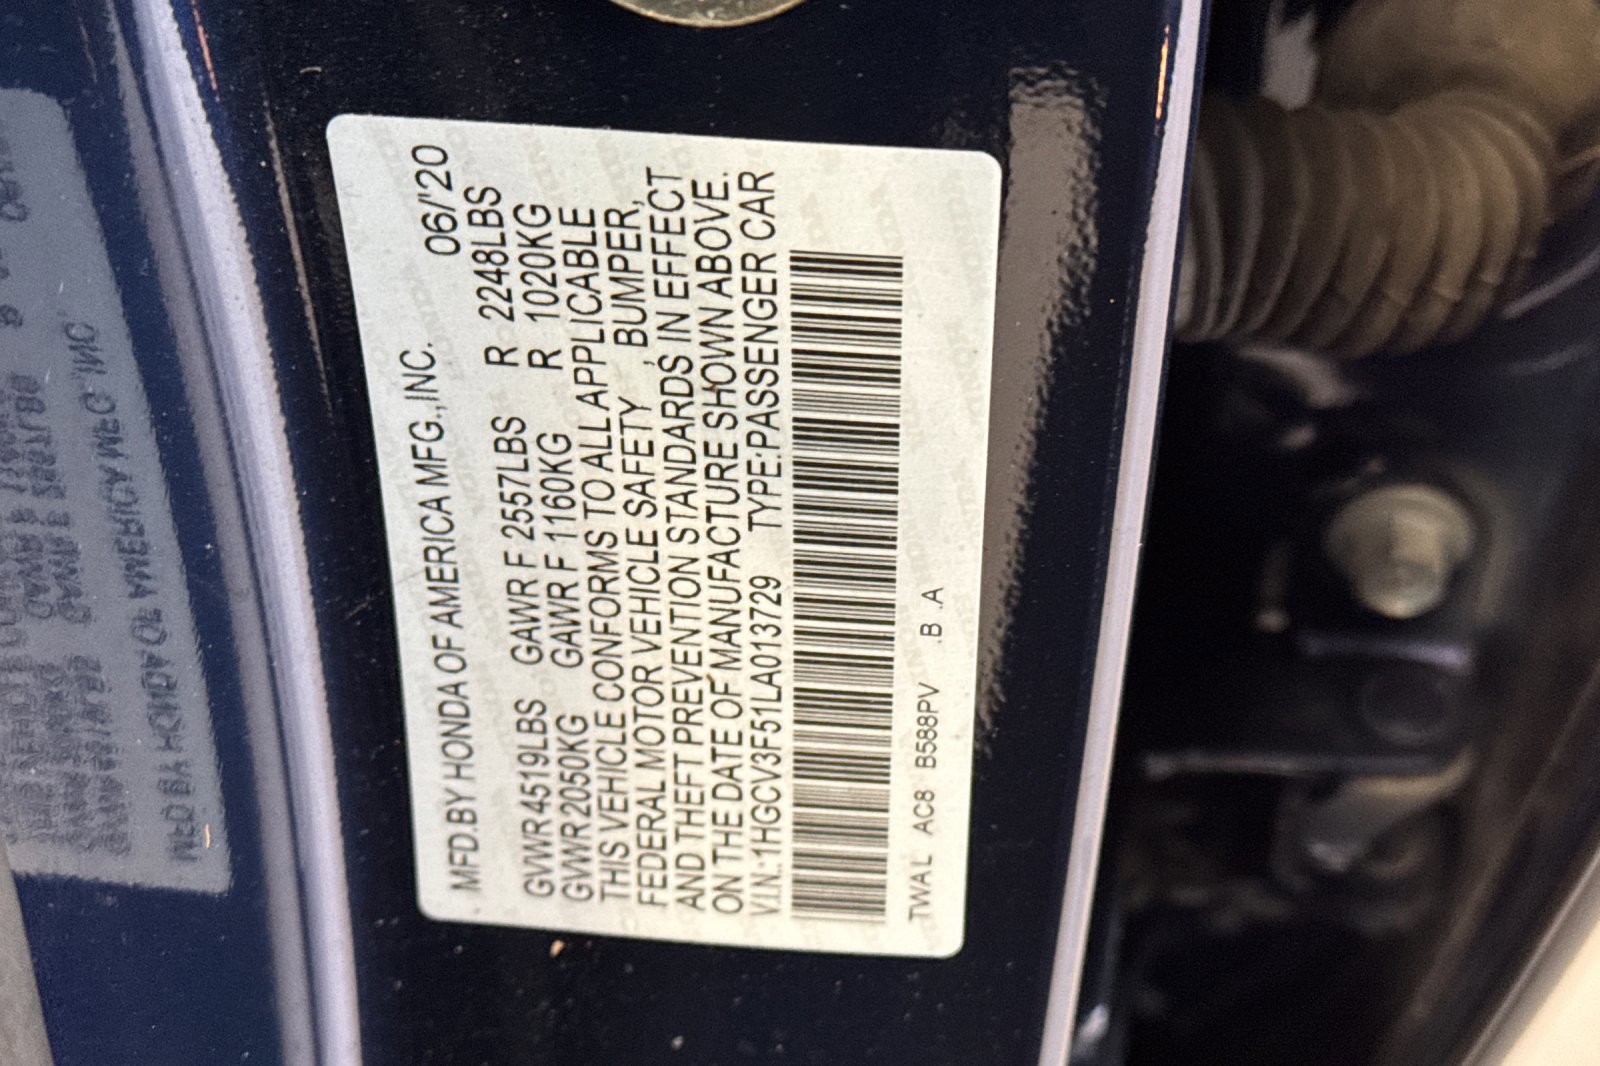 MFD.BY HONDA OF AMERICA MFG.,INC. 06/'20
GVWR4519LBS GAWR F 2557LBS R 2248LBS
GVWR2050KG GAWR F 1160KG R 1020KG
THIS VEHICLE CONFORMS TO ALL APPLICABLE
FEDERAL MOTOR VEHICLE SAFETY, BUMPER,
AND THEFT PREVENTION STANDARDS IN EFFECT
ON THE DATE OF MANUFACTURE SHOWN ABOVE.
V.I.N.:1HGCV3F51LA013729 TYPE:PASSENGER CAR
TWAL AC8 B588PV .B .A